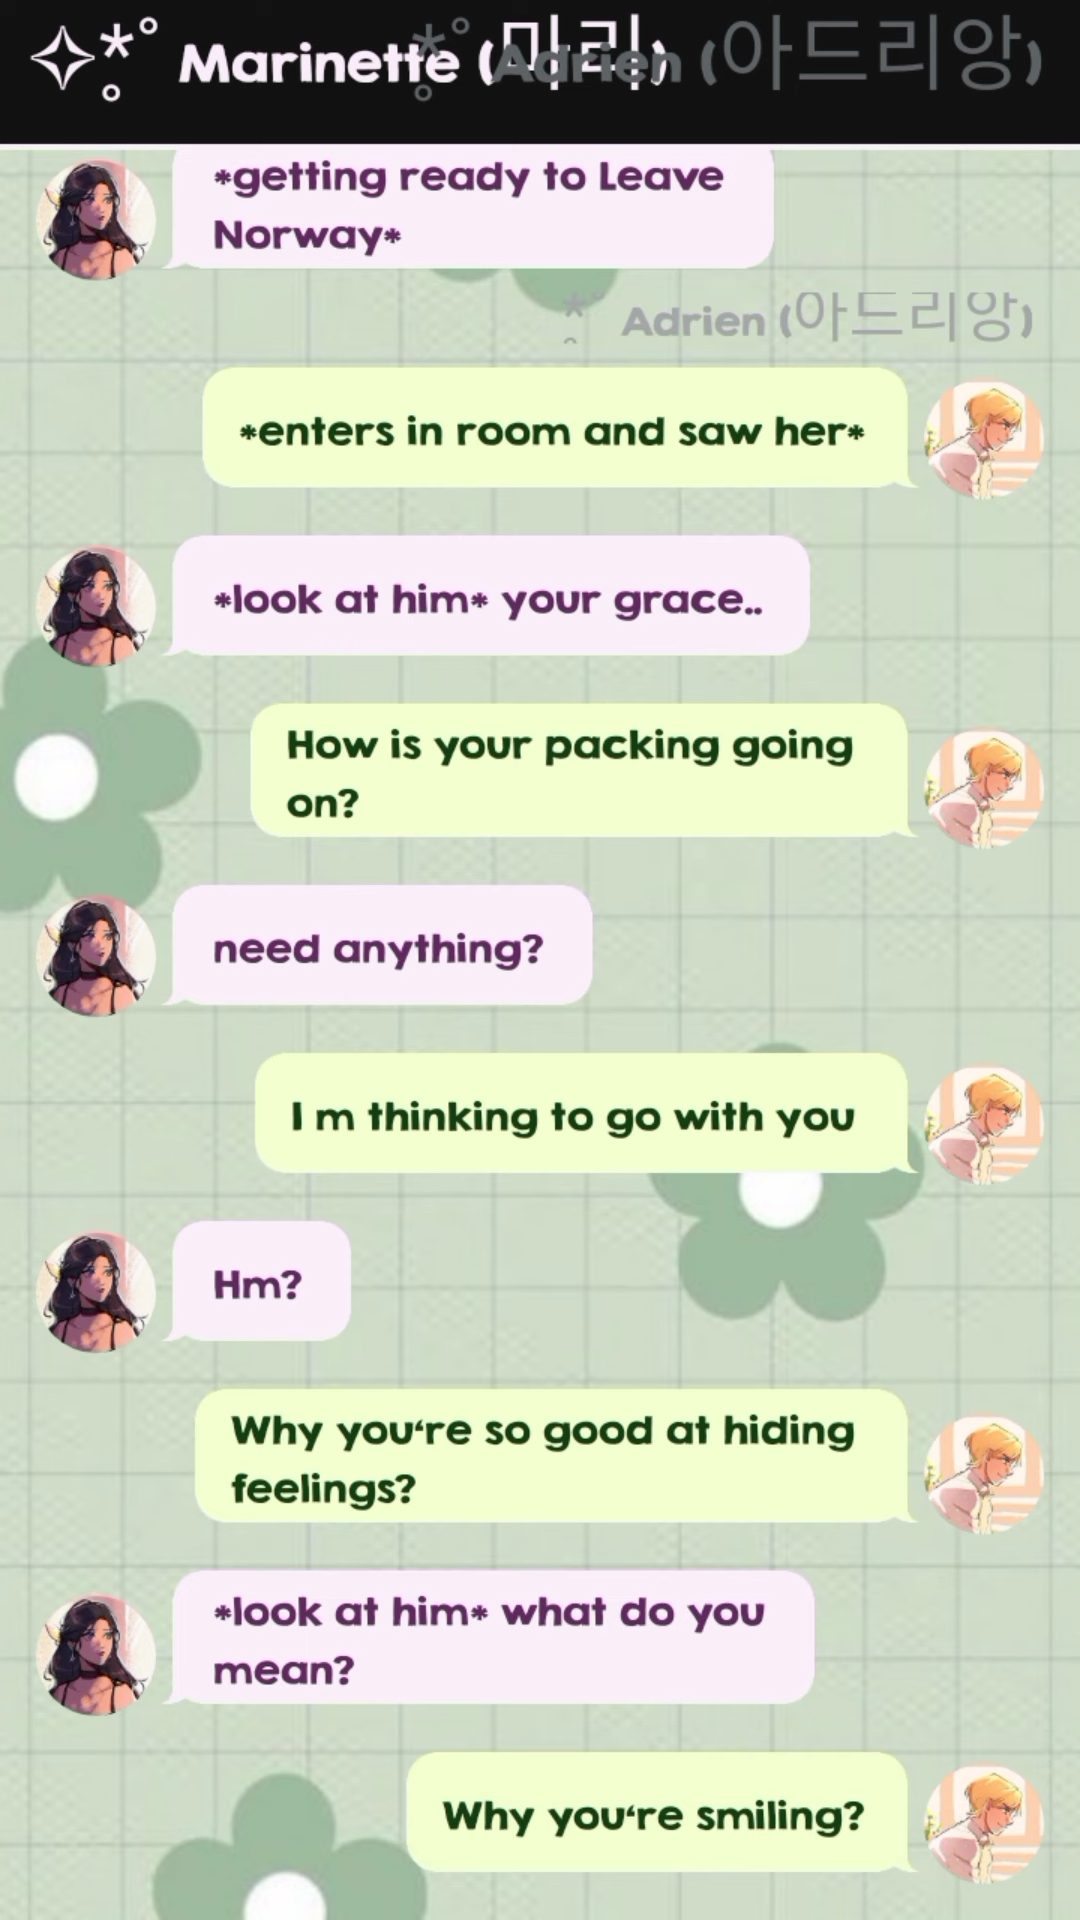 Marinette (마리)
Adrien (아드리앙)
*getting ready to Leave
Norway*
Adrien (아드리앙)
*enters in room and saw her*
*look at him* your grace..
How is your packing going
on?
need anything?
I m thinking to go with you
Hm?
Why you‘re so good at hiding
feelings?
*look at him* what do you
mean?
Why you‘re smiling?